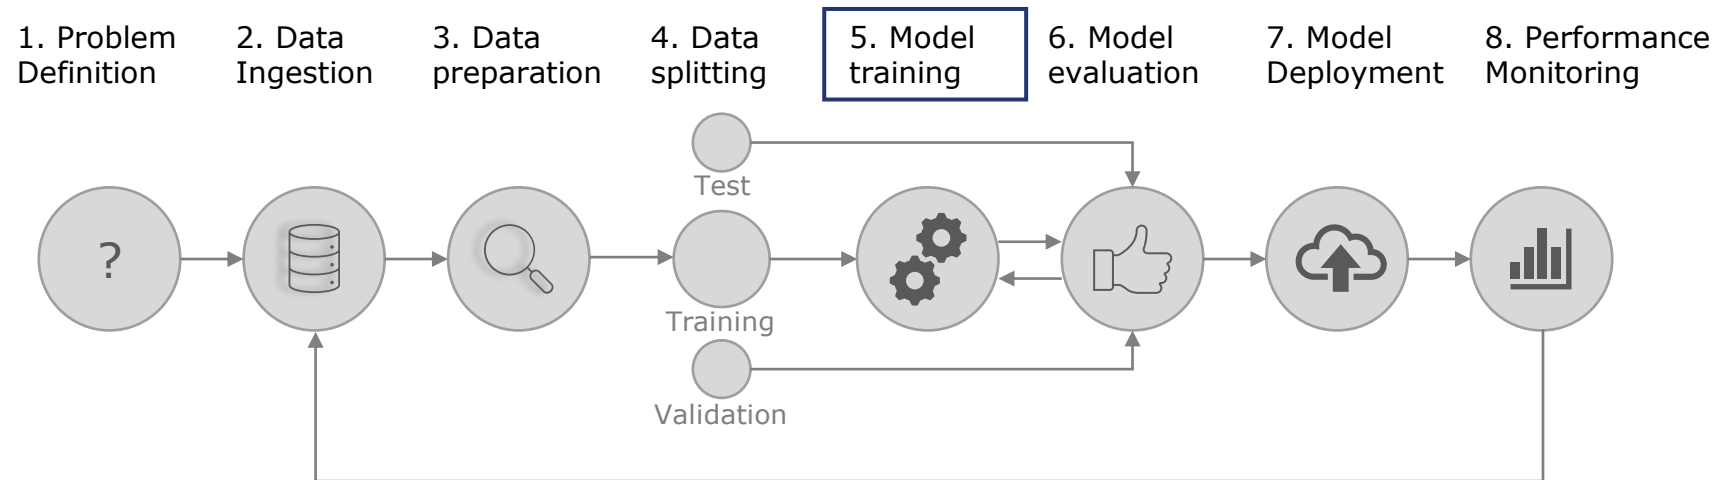 1. Problem
Definition
2. Data
Ingestion
3. Data
preparation
4. Data
splitting
5. Model
training
6. Model
evaluation
7. Model
Deployment
8. Performance
Monitoring
Test
?
Training
Validation